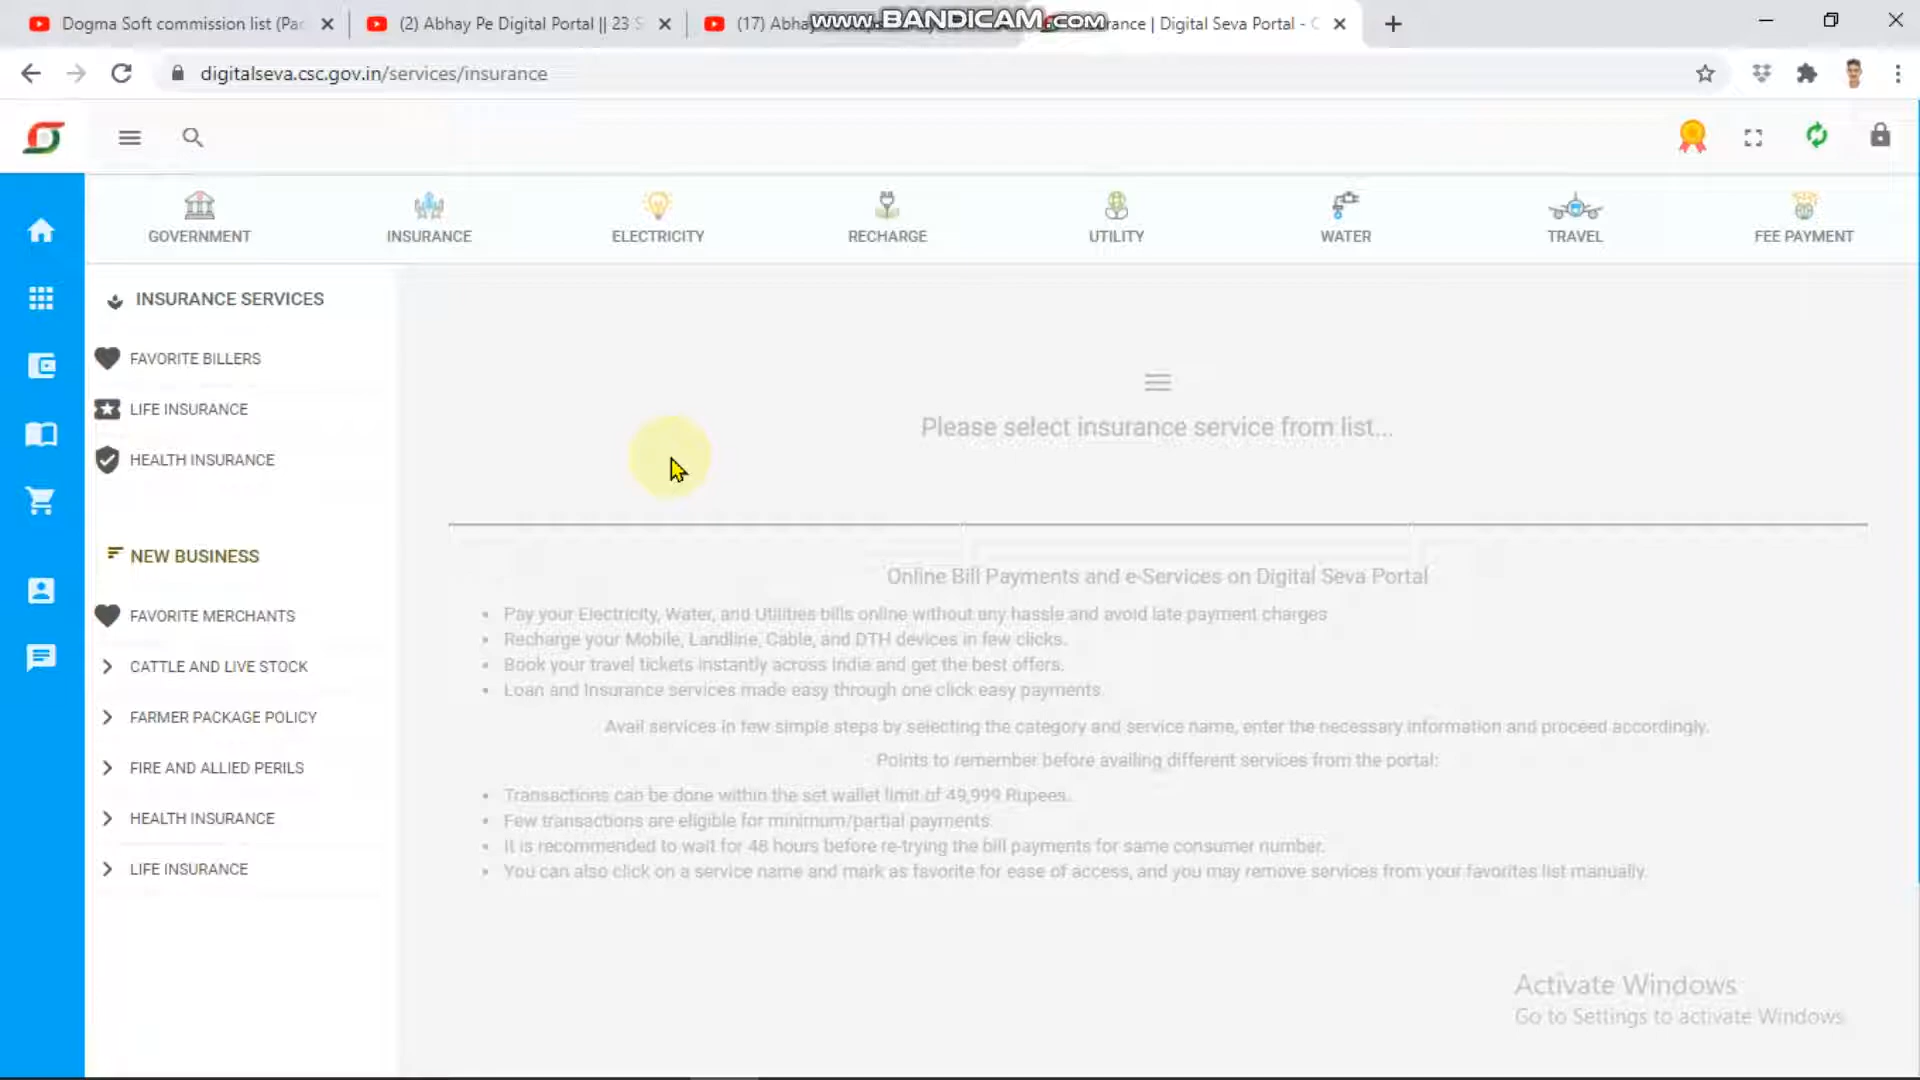 Dogma Soft commission list (Pac
(2) Abhay Pe Digital Portal || 23 S
(17) Abha
www.BANDICAM.com
rance | Digital Seva Portal - C
digitalseva.csc.gov.in/services/insurance
GOVERNMENT
INSURANCE
ELECTRICITY
RECHARGE
UTILITY
WATER
TRAVEL
FEE PAYMENT
INSURANCE SERVICES
FAVORITE BILLERS
LIFE INSURANCE
HEALTH INSURANCE
NEW BUSINESS
FAVORITE MERCHANTS
CATTLE AND LIVE STOCK
FARMER PACKAGE POLICY
FIRE AND ALLIED PERILS
HEALTH INSURANCE
LIFE INSURANCE
Please select insurance service from list...
Online Bill Payments and e-Services on Digital Seva Portal
Pay your Electricity, Water, and Utilities bills online without any hassle and avoid late payment charges
Recharge your Mobile, Landline, Cable, and DTH devices in few clicks.
Book your travel tickets instantly across India and get the best offers.
Loan and Insurance services made easy through one click easy payments.
Avail services in few simple steps by selecting the category and service name, enter the necessary information and proceed accordingly.
Points to remember before availing different services from the portal:
Transactions can be done within the set wallet limit of 49,999 Rupees.
Few transactions are eligible for minimum/partial payments.
It is recommended to wait for 48 hours before re-trying the bill payments for same consumer number.
You can also click on a service name and mark as favorite for ease of access, and you may remove services from your favorites list manually.
Activate Windows
Go to Settings to activate Windows.